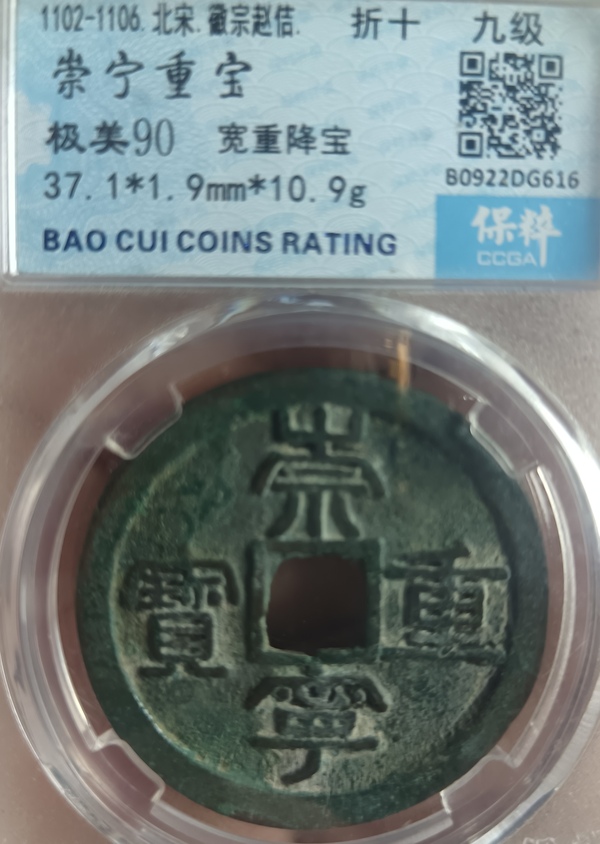 1102-1106.北宋.徽宗赵佶. 折十 九级
崇宁重宝
极美90 宽重降宝
37.1*1.9mm*10.9g
B0922DG616
BAO CUI COINS RATING
保粹
CCGA
崇
寶 重
寧